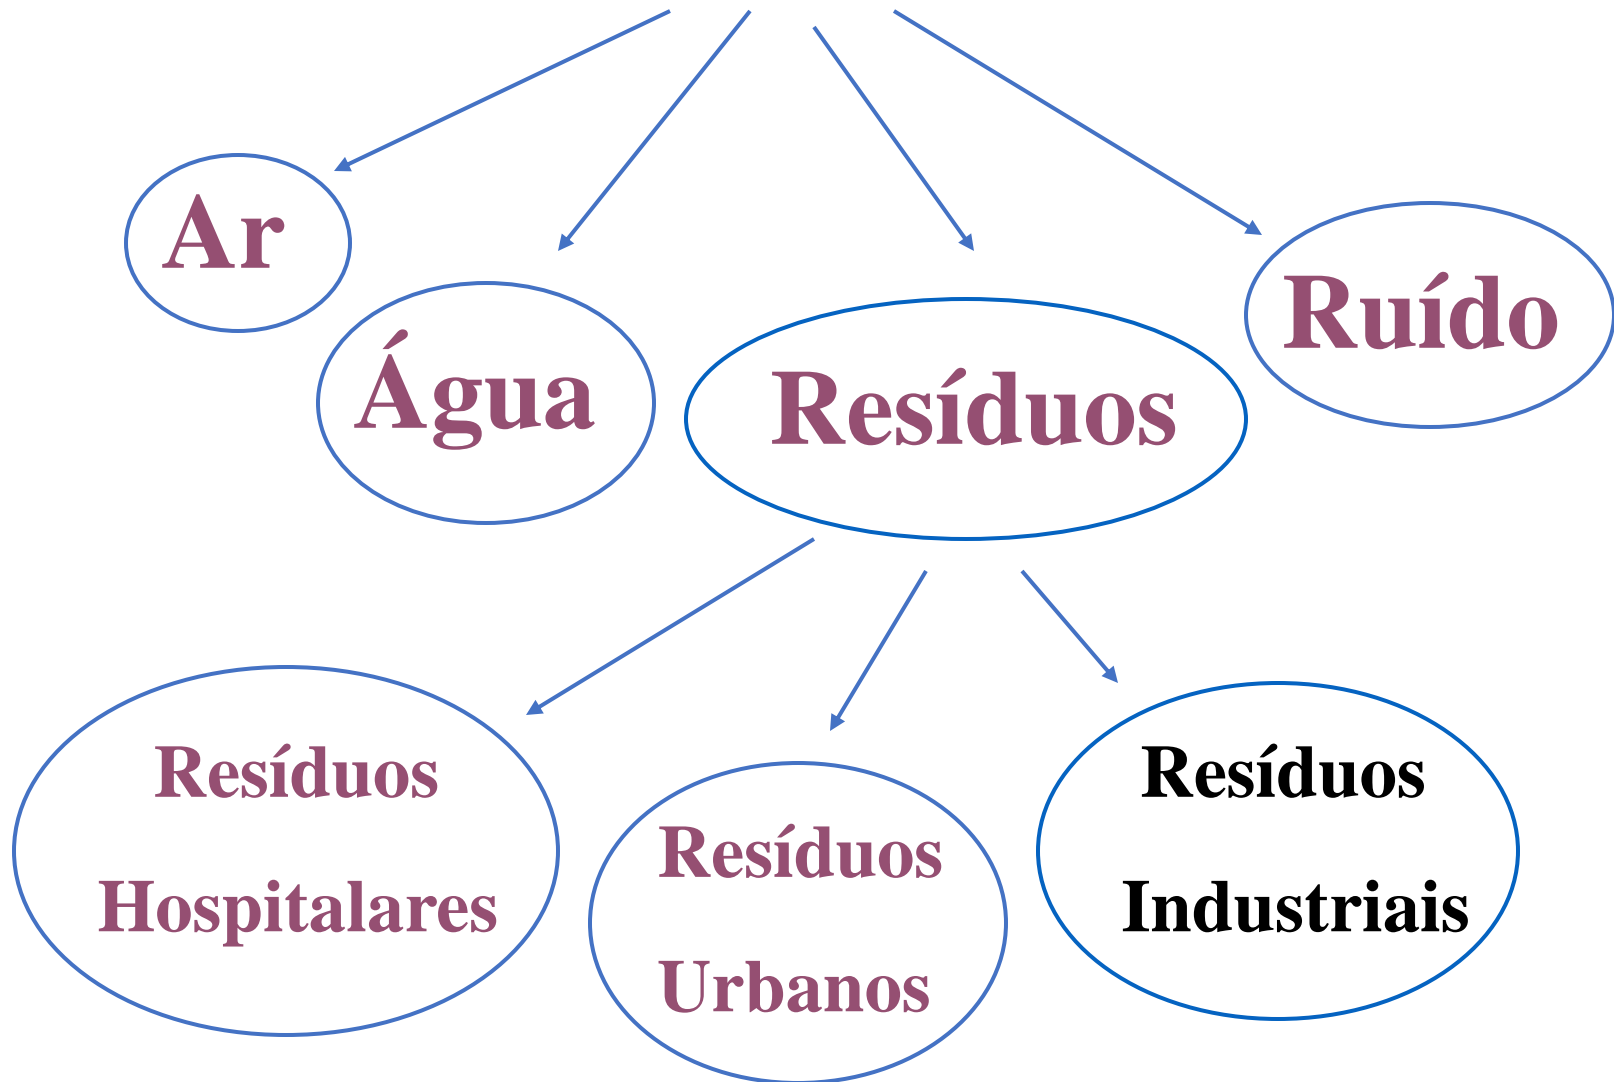 Ar
Água
Resíduos
Ruído
Resíduos
Hospitalares
Resíduos
Urbanos
Resíduos
Industriais